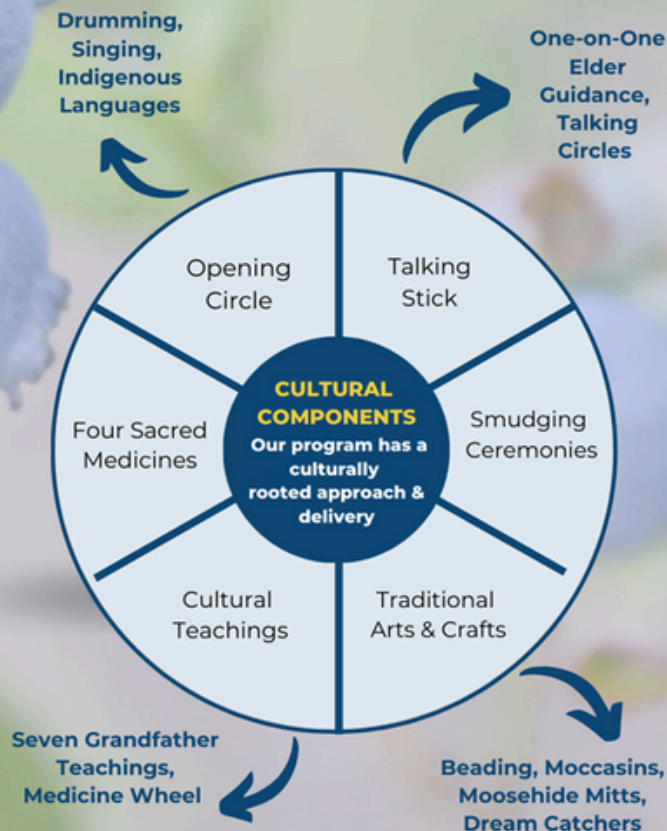 Drumming,
Singing,
Indigenous
Languages
One-on-One
Elder
Guidance,
Talking
Circles
Opening
Circle
Talking
Stick
Four Sacred
Medicines
CULTURAL
COMPONENTS
Our program has a
culturally
rooted approach &
delivery
Smudging
Ceremonies
Cultural
Teachings
Traditional
Arts & Crafts
Seven Grandfather
Teachings,
Medicine Wheel
Beading, Moccasins,
Moosehide Mitts,
Dream Catchers